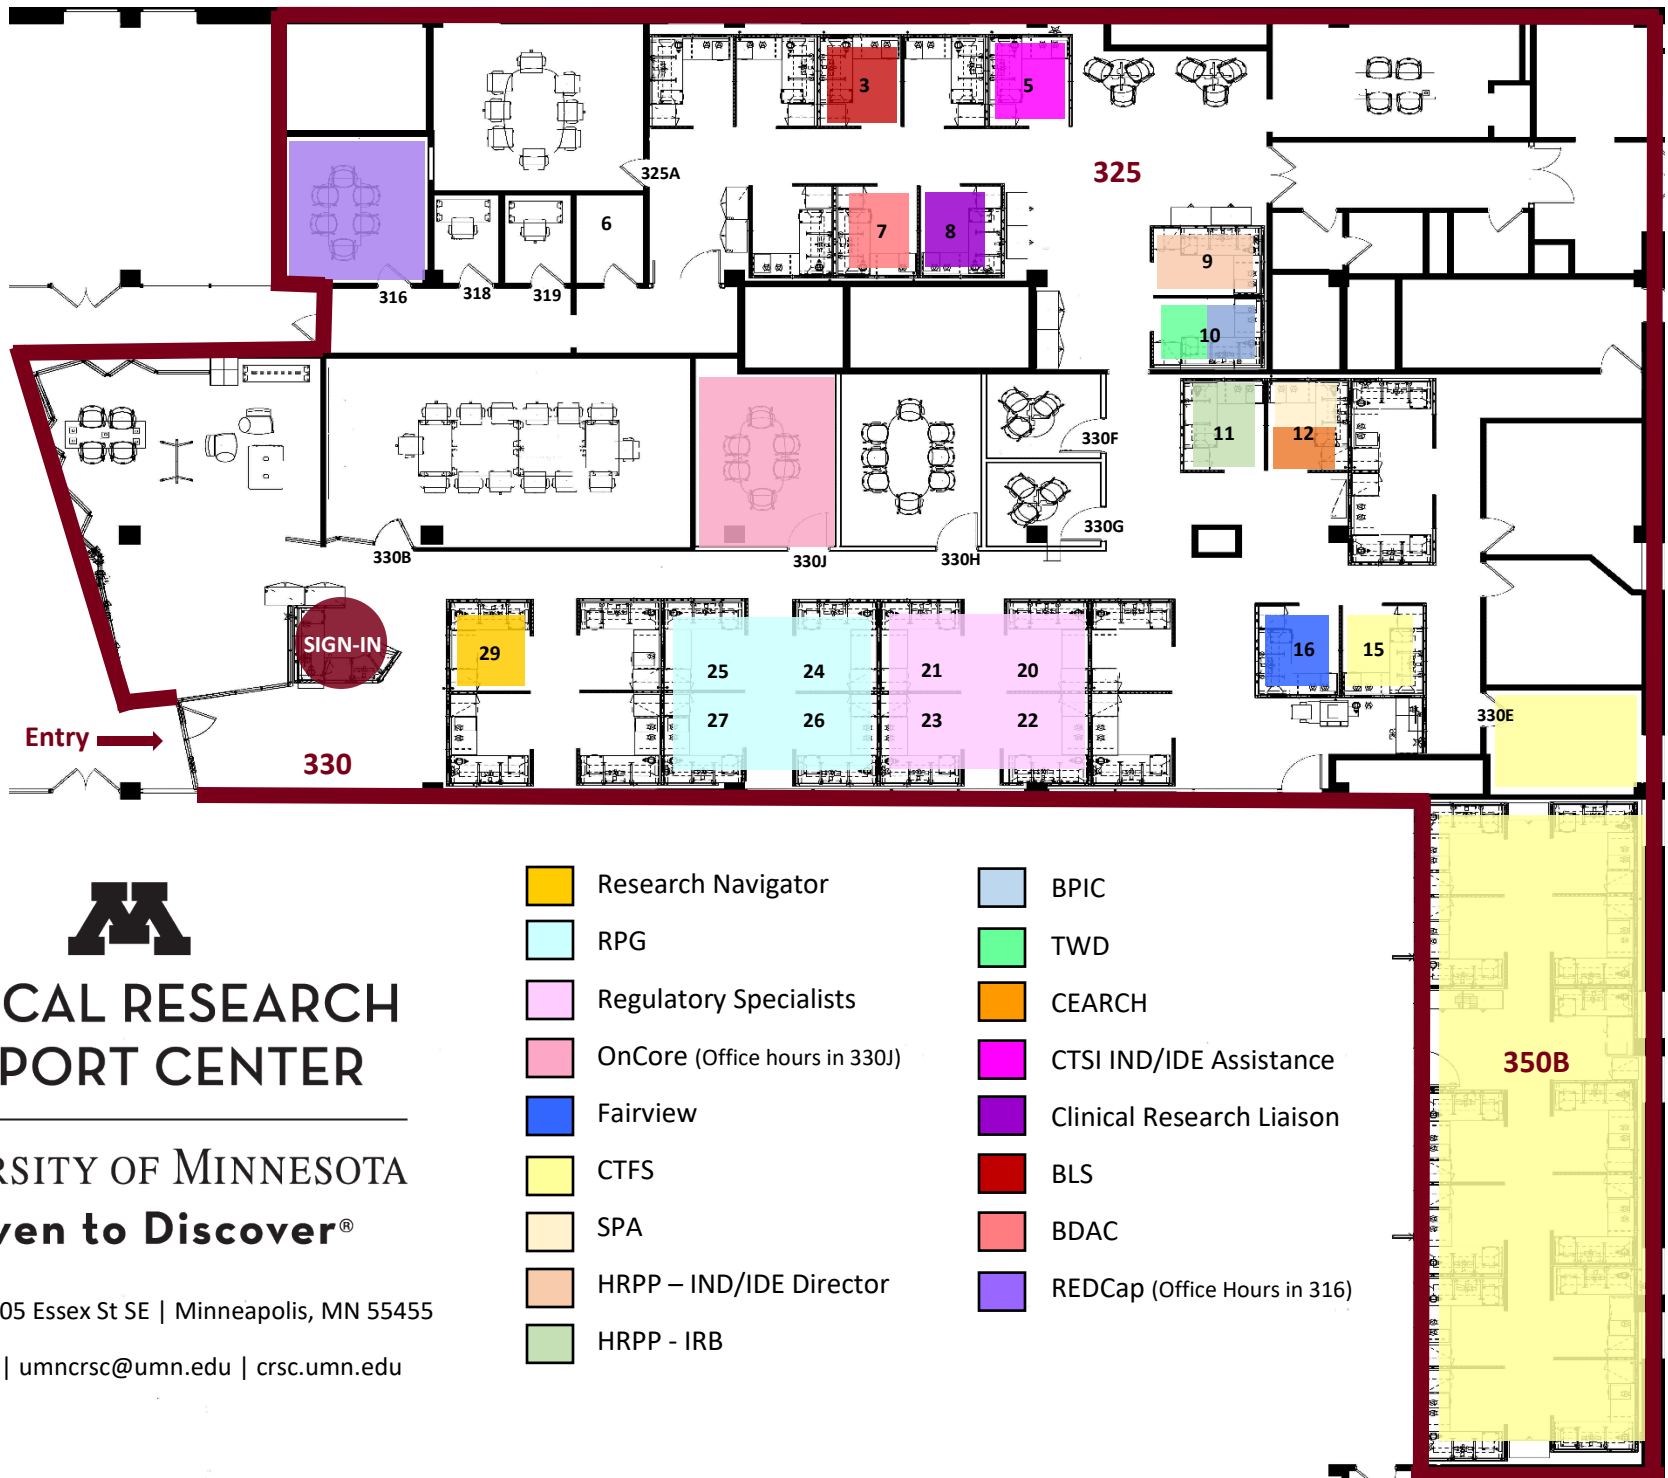 3
5
325A
325
6
7
8
9
316
318
319
10
330F
11
12
330G
330B
330J
330H
SIGN-IN
29
25
24
21
20
16
15
27
26
23
22
330E
Entry
330
350B
M
CAL RESEARCH
PORT CENTER
RSITY OF MINNESOTA
ven to Discover®
05 Essex St SE | Minneapolis, MN 55455
| umncrsc@umn.edu | crsc.umn.edu
Research Navigator
RPG
Regulatory Specialists
OnCore (Office hours in 330J)
Fairview
CTFS
SPA
HRPP – IND/IDE Director
HRPP - IRB
BPIC
TWD
CEARCH
CTSI IND/IDE Assistance
Clinical Research Liaison
BLS
BDAC
REDCap (Office Hours in 316)